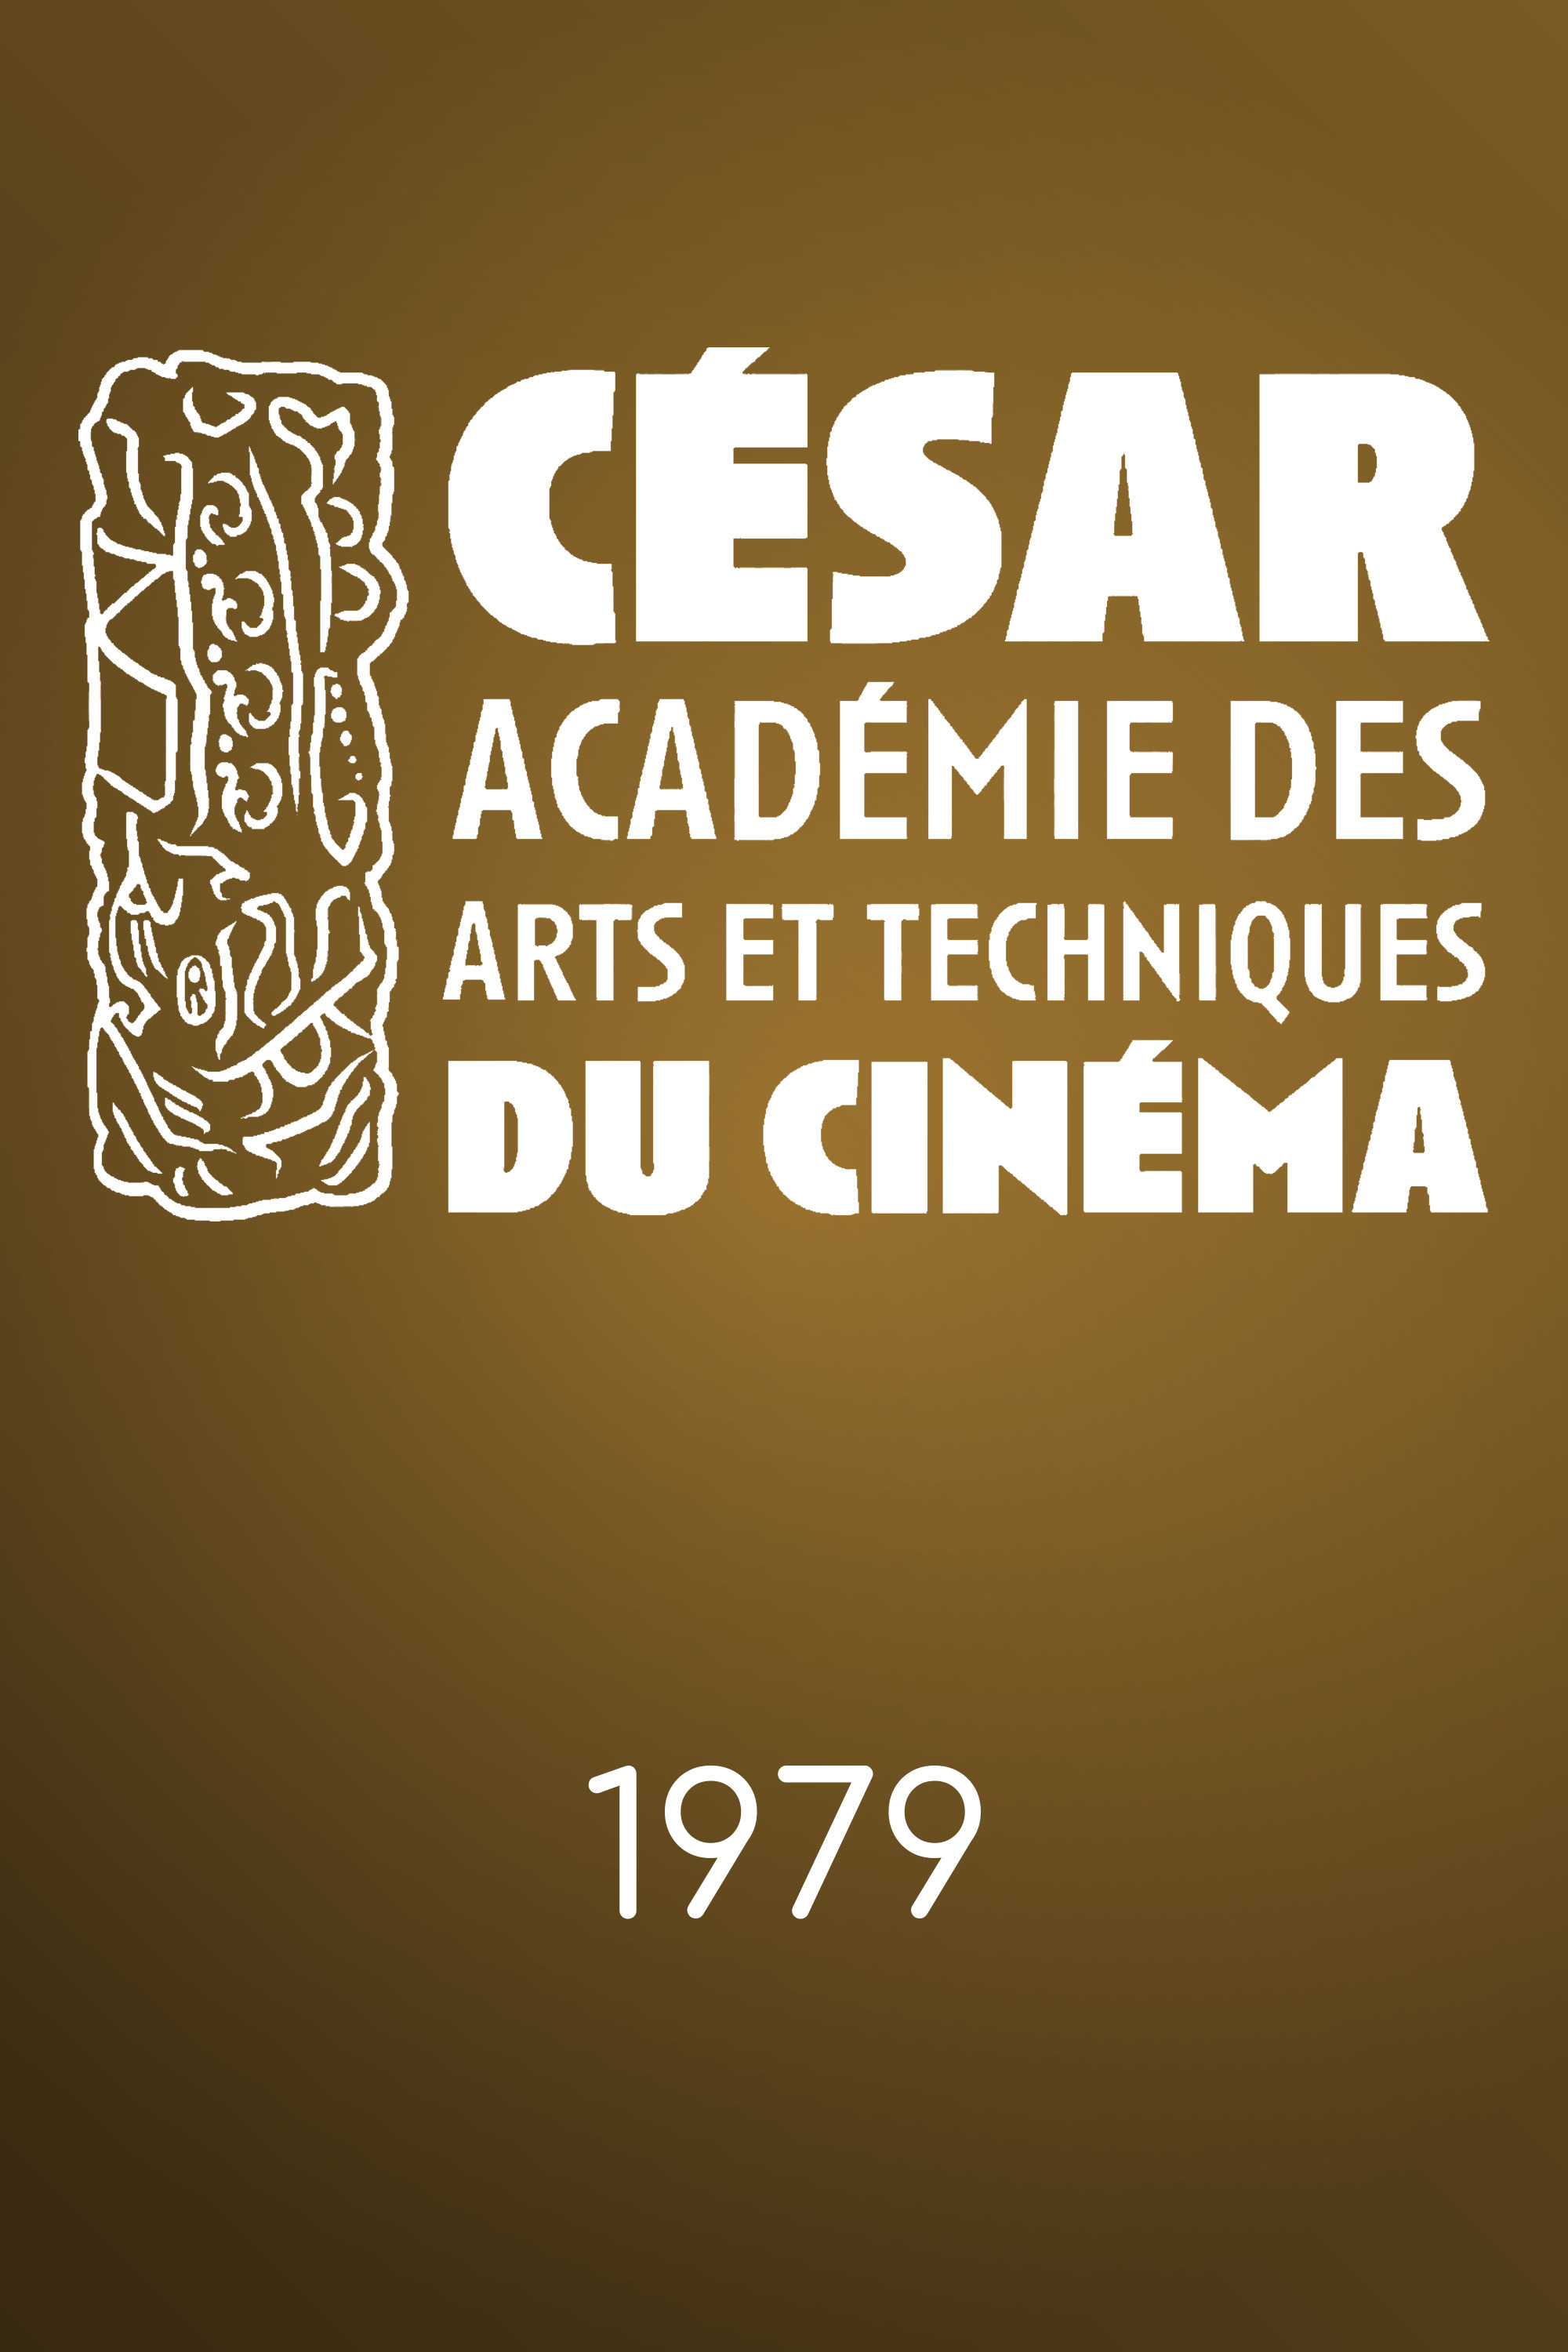 CÉSAR
ACADÉMIE DES
ARTS ET TECHNIQUES
DU CINÉMA
1979